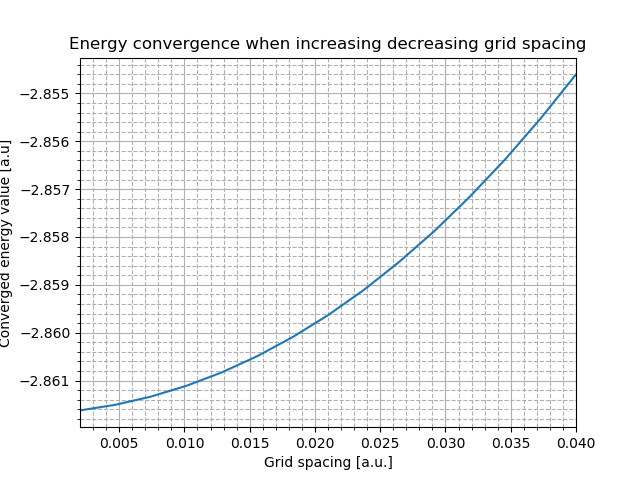 Energy convergence when increasing decreasing grid spacing
−2.855
−2.856
−2.857
−2.858
−2.859
−2.860
−2.861
Converged energy value [a.u]
0.005 0.010 0.015 0.020 0.025 0.030 0.035 0.040
Grid spacing [a.u.]